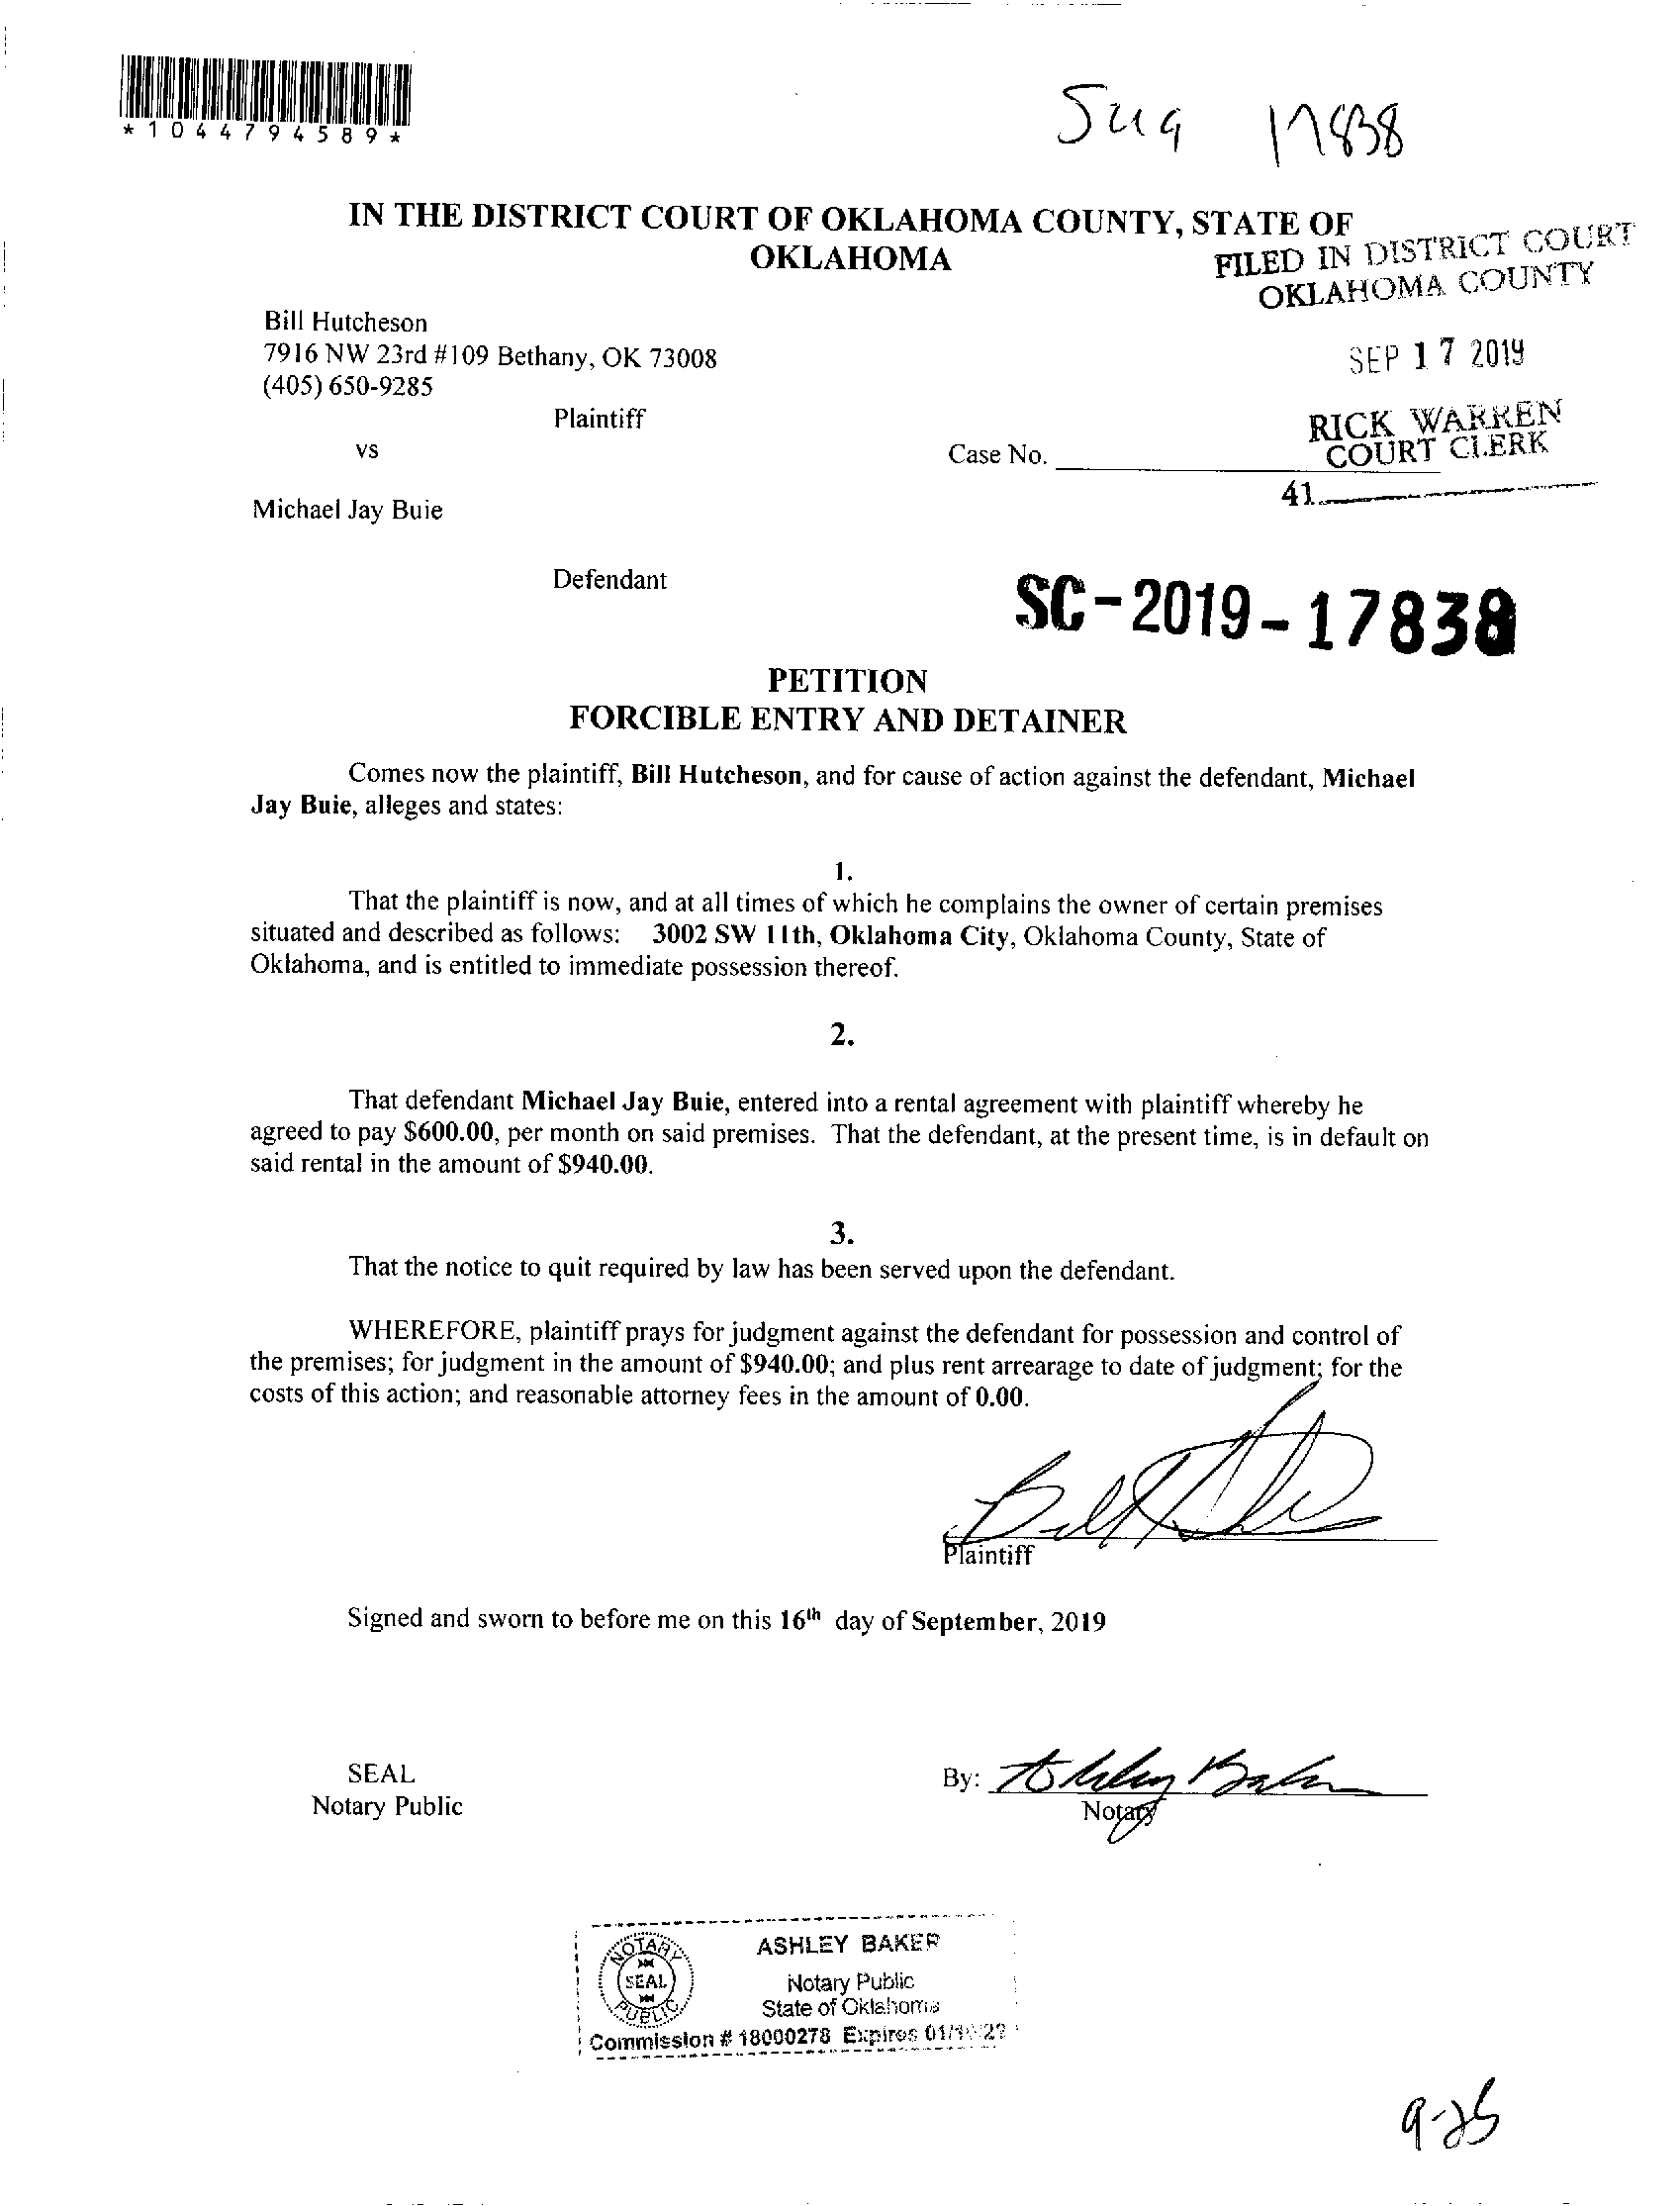 *1044794589*
17838
IN THE DISTRICT COURT OF OKLAHOMA COUNTY, STATE OF
OKLAHOMA
FILED IN DISTRICT COURT
OKLAHOMA COUNTY
Bill Hutcheson
7916 NW 23rd #109 Bethany, OK 73008
(405) 650-9285
SEP 17 2019
Plaintiff
RICK WARREN
COURT CLERK
vs
Case No.
41
Michael Jay Buie
Defendant
SC-2019-17838
PETITION
FORCIBLE ENTRY AND DETAINER
Comes now the plaintiff, Bill Hutcheson, and for cause of action against the defendant, Michael
Jay Buie, alleges and states:
1.
That the plaintiff is now, and at all times of which he complains the owner of certain premises
situated and described as follows: 3002 SW 11th, Oklahoma City, Oklahoma County, State of
Oklahoma, and is entitled to immediate possession thereof.
2.
That defendant Michael Jay Buie, entered into a rental agreement with plaintiff whereby he
agreed to pay $600.00, per month on said premises. That the defendant, at the present time, is in default on
said rental in the amount of $940.00.
3.
That the notice to quit required by law has been served upon the defendant.
WHEREFORE, plaintiff prays for judgment against the defendant for possession and control of
the premises; for judgment in the amount of $940.00; and plus rent arrearage to date of judgment; for the
costs of this action; and reasonable attorney fees in the amount of 0.00.
Plaintiff
Signed and sworn to before me on this 16th day of September, 2019
SEAL
Notary Public
By: Ashley Baker
Notary
NOTARY
SEAL
PUBLIC
ASHLEY BAKER
Notary Public
State of Oklahoma
Commission # 18000278 Expires
9-25